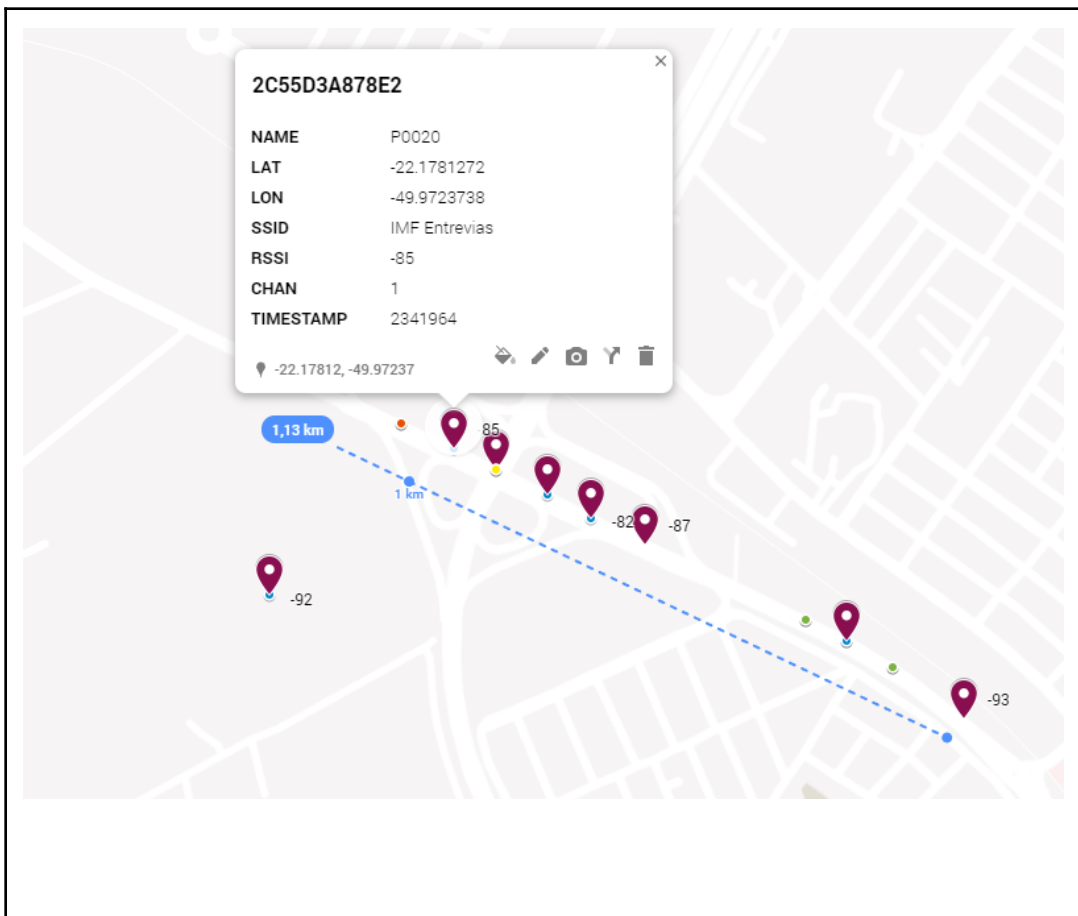 2C55D3A878E2
NAME P0020
LAT -22.1781272
LON -49.9723738
SSID IMF Entrevias
RSSI -85
CHAN 1
TIMESTAMP 2341964
-22.17812, -49.97237
1,13 km
85
1 km
-82
-87
-92
-93